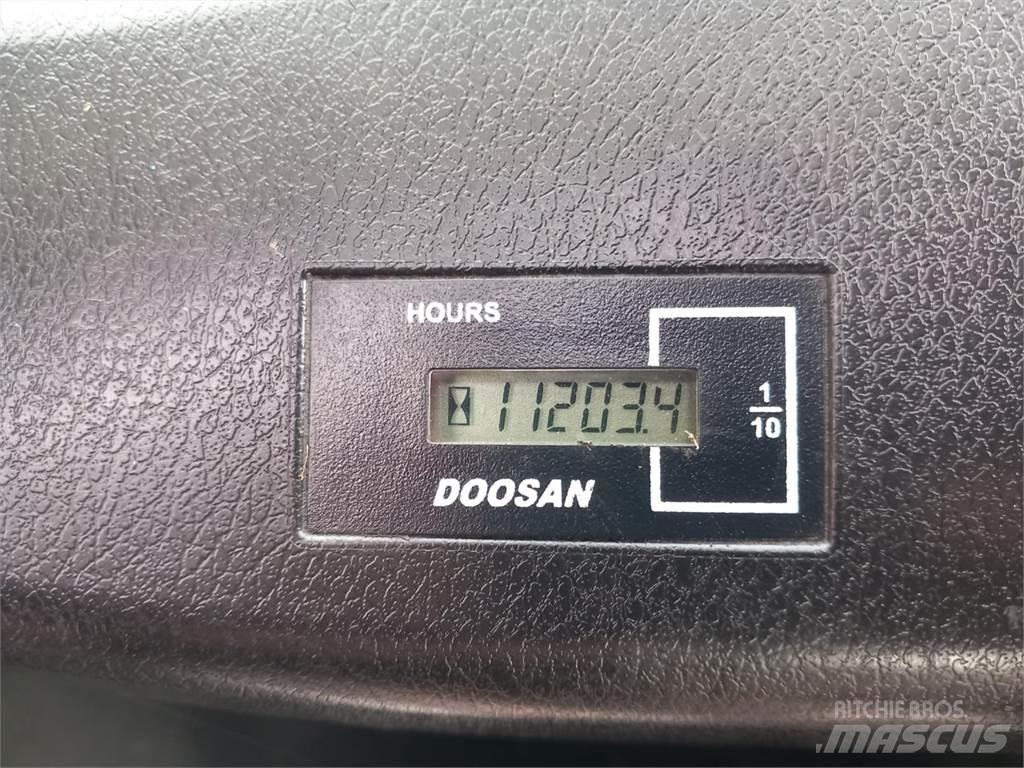 HOURS
11203.4
1
10
DOOSAN
RITCHIE BROS.
MASCUS